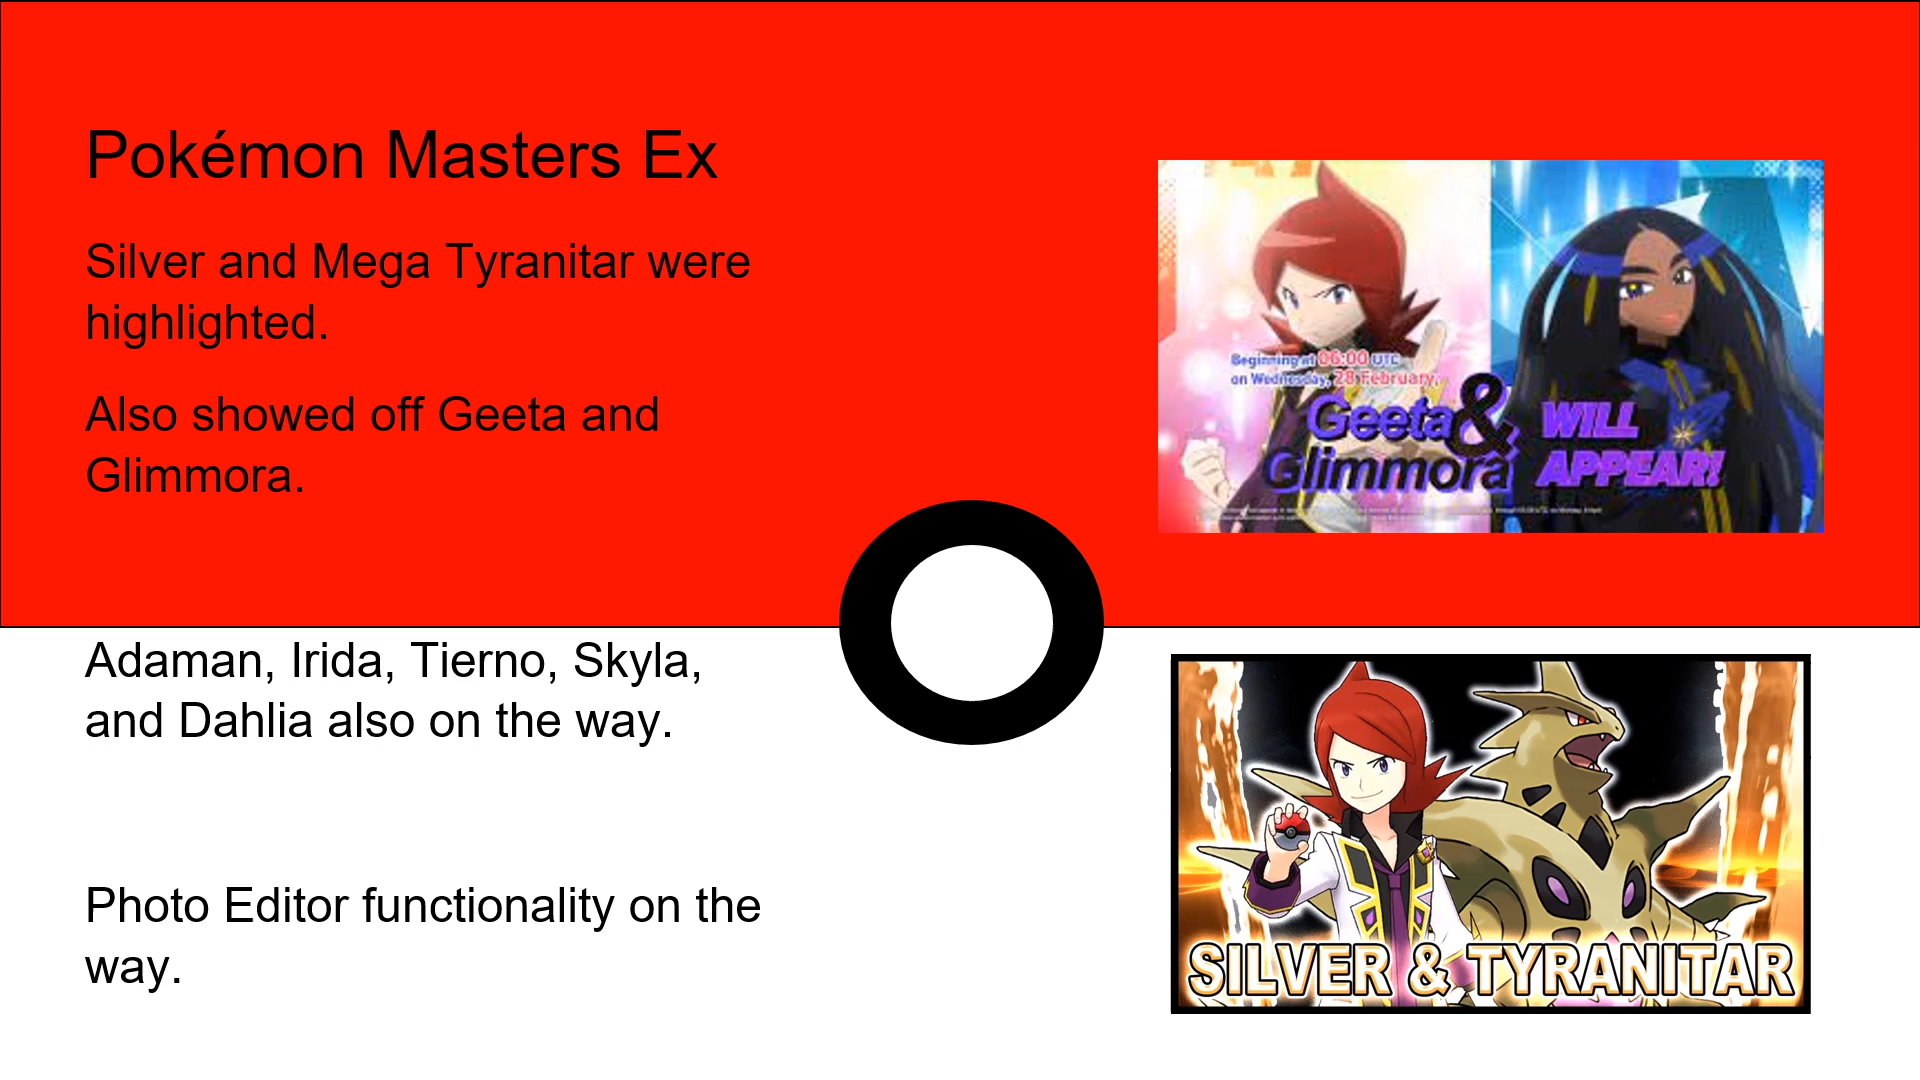 Pokémon Masters Ex
Silver and Mega Tyranitar were
highlighted.
Also showed off Geeta and
Glimmora.
Beginning at 06:00 UTC
on Wednesday, 28 February,
Geeta & WILL
Glimmora APPEAR!
Adaman, Irida, Tierno, Skyla,
and Dahlia also on the way.
Photo Editor functionality on the
way.
SILVER & TYRANITAR